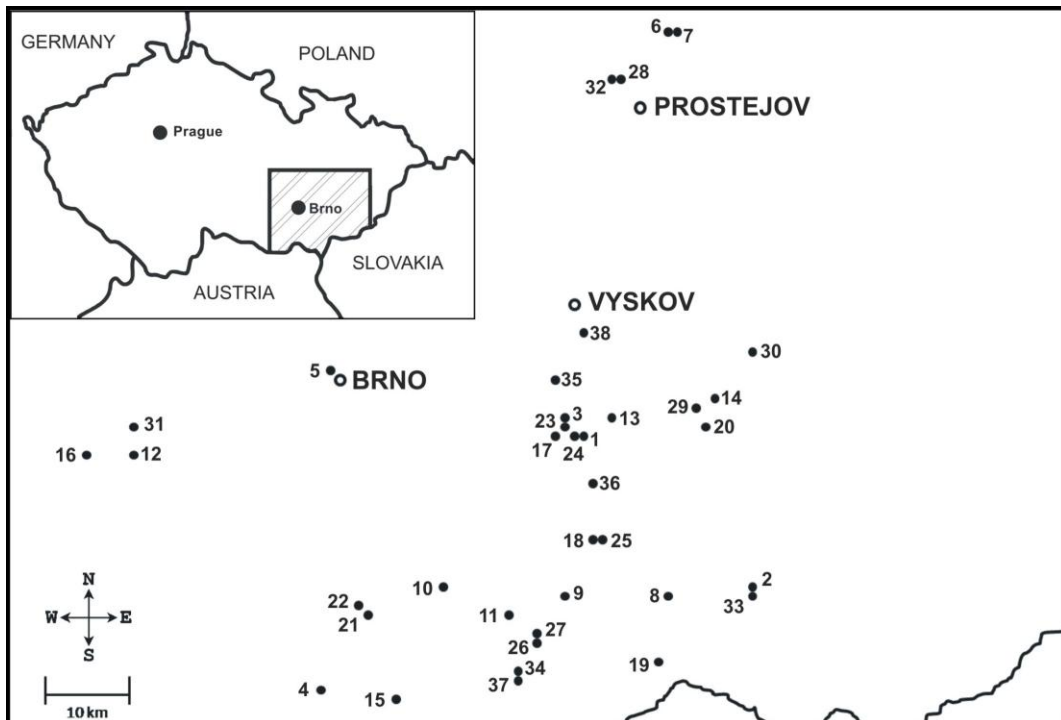 GERMANY
POLAND
Prague
Brno
SLOVAKIA
AUSTRIA
6 7
32 28
PROSTEJOV
VYSKOV
38
30
5 BRNO
35
14
29
3 13
23 20
31
17 24 1
16 12
36
18 25
2
10
9 8 33
22
21 11
27
26
19
34
37
4
15
N
W E
S
10 km